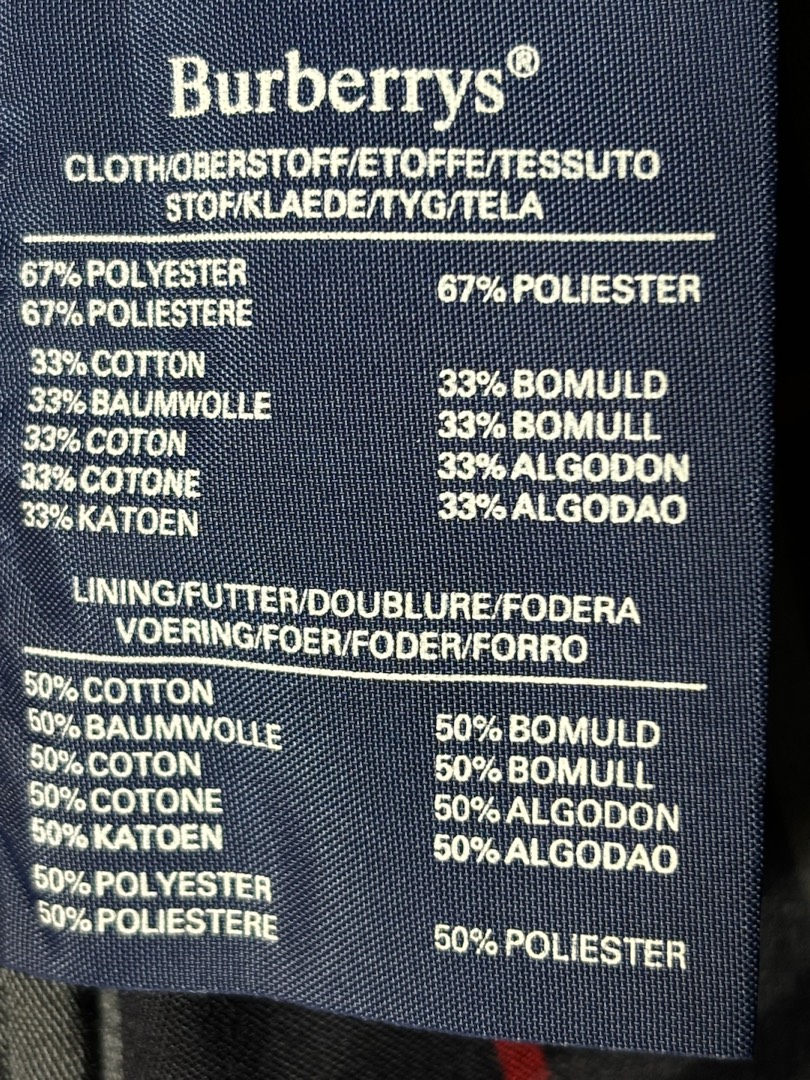 Burberrys®
CLOTH/OBERSTOFF/ETOFFE/TESSUTO
STOF/KLAEDE/TYG/TELA
67% POLYESTER
67% POLIESTERE
67% POLIESTER
33% COTTON
33% BAUMWOLLE
33% COTON
33% COTONE
33% KATOEN
33% BOMULD
33% BOMULL
33% ALGODON
33% ALGODAO
LINING/FUTTER/DOUBLURE/FODERA
VOERING/FOER/FODER/FORRO
50% COTTON
50% BAUMWOLLE
50% COTON
50% COTONE
50% KATOEN
50% BOMULD
50% BOMULL
50% ALGODON
50% ALGODAO
50% POLYESTER
50% POLIESTERE
50% POLIESTER